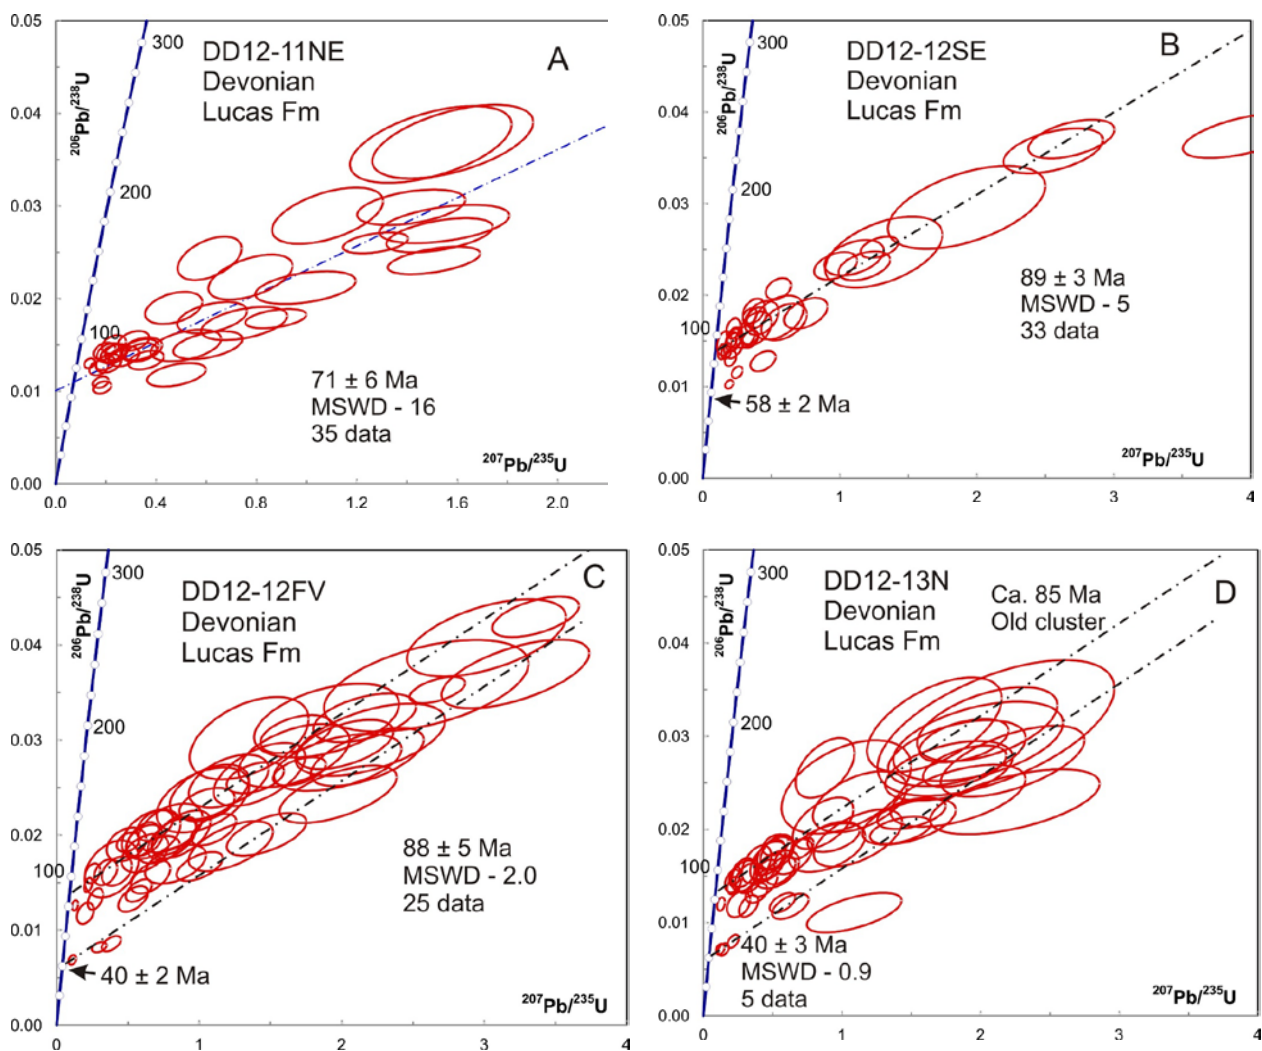 0.05
300
DD12-11NE
A
Devonian
Lucas Fm
²⁰⁶Pb/²³⁸U
0.04
200
0.03
0.02
100
0.01
71 ± 6 Ma
MSWD - 16
35 data
²⁰⁷Pb/²³⁵U
0.00
0.0 0.4 0.8 1.2 1.6 2.0
0.05
300
DD12-12SE
B
Devonian
Lucas Fm
²⁰⁶Pb/²³⁸U
0.04
200
0.03
0.02
89 ± 3 Ma
MSWD - 5
33 data
100
0.01
58 ± 2 Ma
²⁰⁷Pb/²³⁵U
0.00
0 1 2 3 4
0.05
300
C
DD12-12FV
Devonian
Lucas Fm
²⁰⁶Pb/²³⁸U
0.04
200
0.03
0.02
100
88 ± 5 Ma
MSWD - 2.0
25 data
0.01
40 ± 2 Ma
²⁰⁷Pb/²³⁵U
0.00
0 1 2 3 4
0.05
300
DD12-13N
Devonian
Lucas Fm
Ca. 85 Ma
Old cluster
D
²⁰⁶Pb/²³⁸U
0.04
200
0.03
0.02
100
0.01
40 ± 3 Ma
MSWD - 0.9
5 data
²⁰⁷Pb/²³⁵U
0.00
0 1 2 3 4